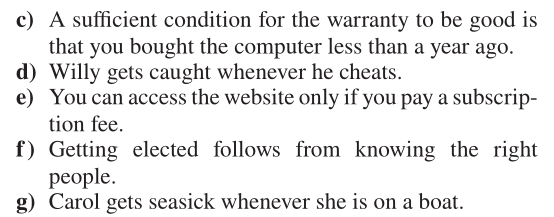 c) A sufficient condition for the warranty to be good is
that you bought the computer less than a year ago.
d) Willy gets caught whenever he cheats.
e) You can access the website only if you pay a subscrip-
tion fee.
f) Getting elected follows from knowing the right
people.
g) Carol gets seasick whenever she is on a boat.